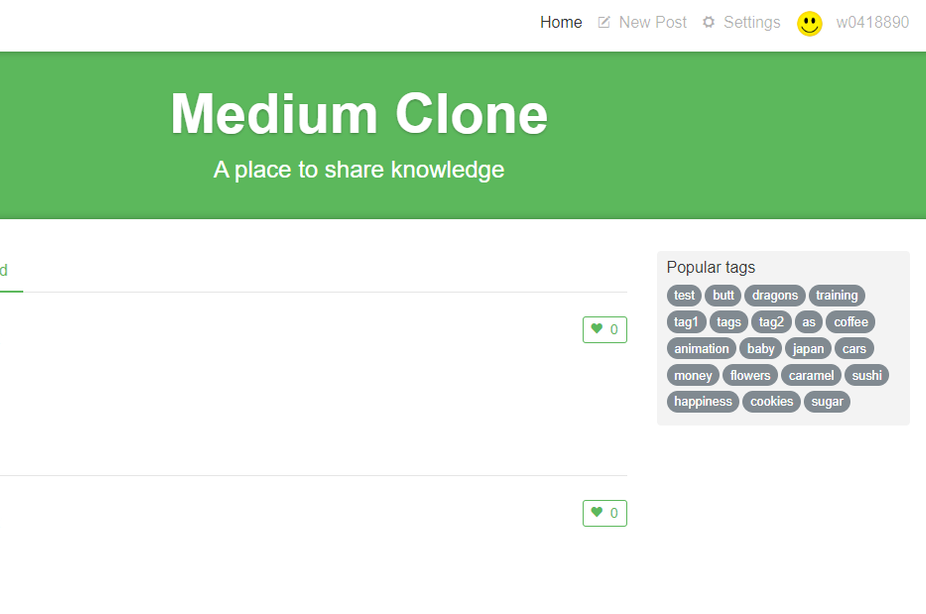 Home New Post Settings w0418890
Medium Clone
A place to share knowledge
d
Popular tags
test butt dragons training
tag1 tags tag2 as coffee
animation baby japan cars
money flowers caramel sushi
happiness cookies sugar
0
0